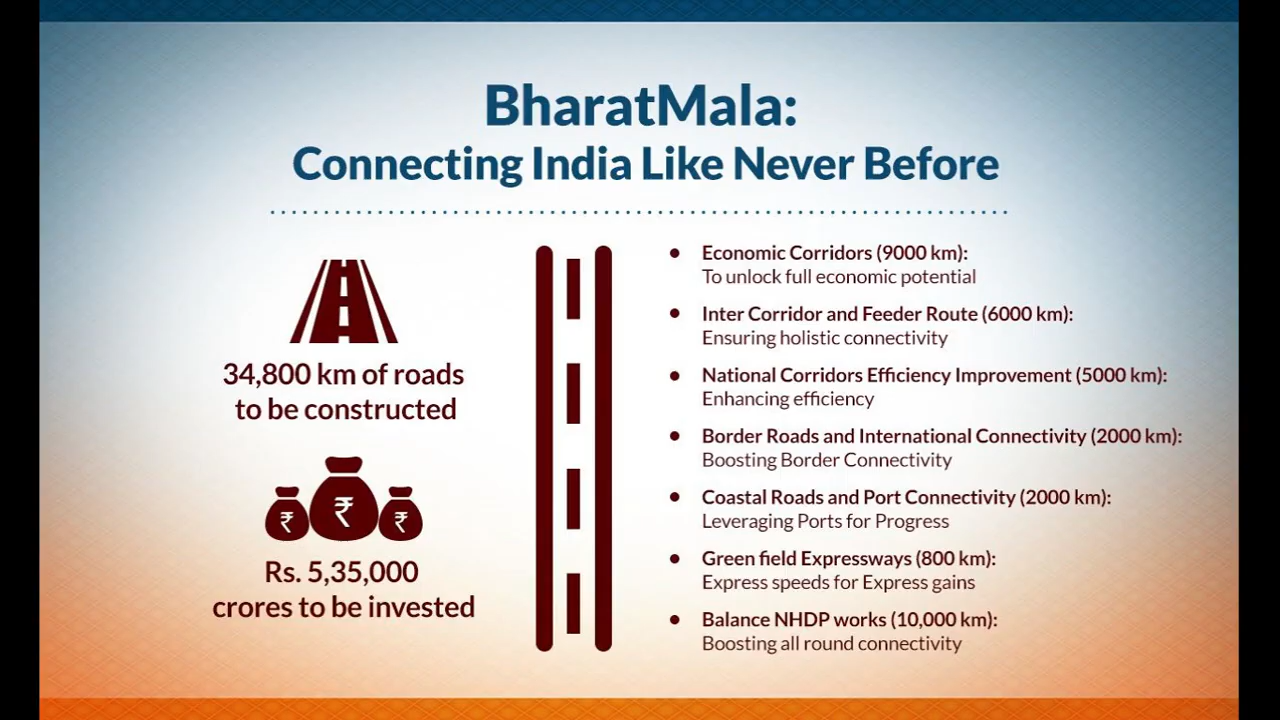 BharatMala:
Connecting India Like Never Before
34,800 km of roads
to be constructed
₹ ₹ ₹
Rs. 5,35,000
crores to be invested
• Economic Corridors (9000 km):
To unlock full economic potential
• Inter Corridor and Feeder Route (6000 km):
Ensuring holistic connectivity
• National Corridors Efficiency Improvement (5000 km):
Enhancing efficiency
• Border Roads and International Connectivity (2000 km):
Boosting Border Connectivity
• Coastal Roads and Port Connectivity (2000 km):
Leveraging Ports for Progress
• Green field Expressways (800 km):
Express speeds for Express gains
• Balance NHDP works (10,000 km):
Boosting all round connectivity